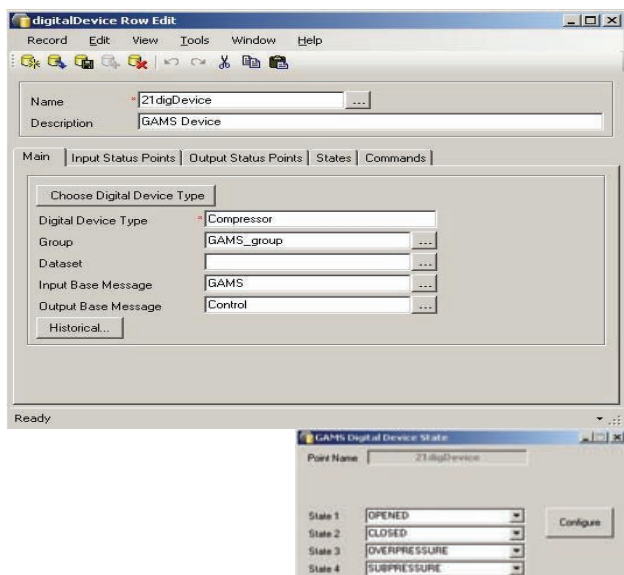 digitalDevice Row Edit
Record Edit View Tools Window Help
Name * 21digDevice ...
Description GAMS Device
Main Input Status Points Output Status Points States Commands
Choose Digital Device Type
Digital Device Type * Compressor
Group GAMS_group ...
Dataset ...
Input Base Message GAMS ...
Output Base Message Control ...
Historical...
Ready
GAMS Digital Device State
Point Name 21digDevice
State 1 OPENED
Configure
State 2 CLOSED
State 3 OVERPRESSURE
State 4 SUBPRESSURE